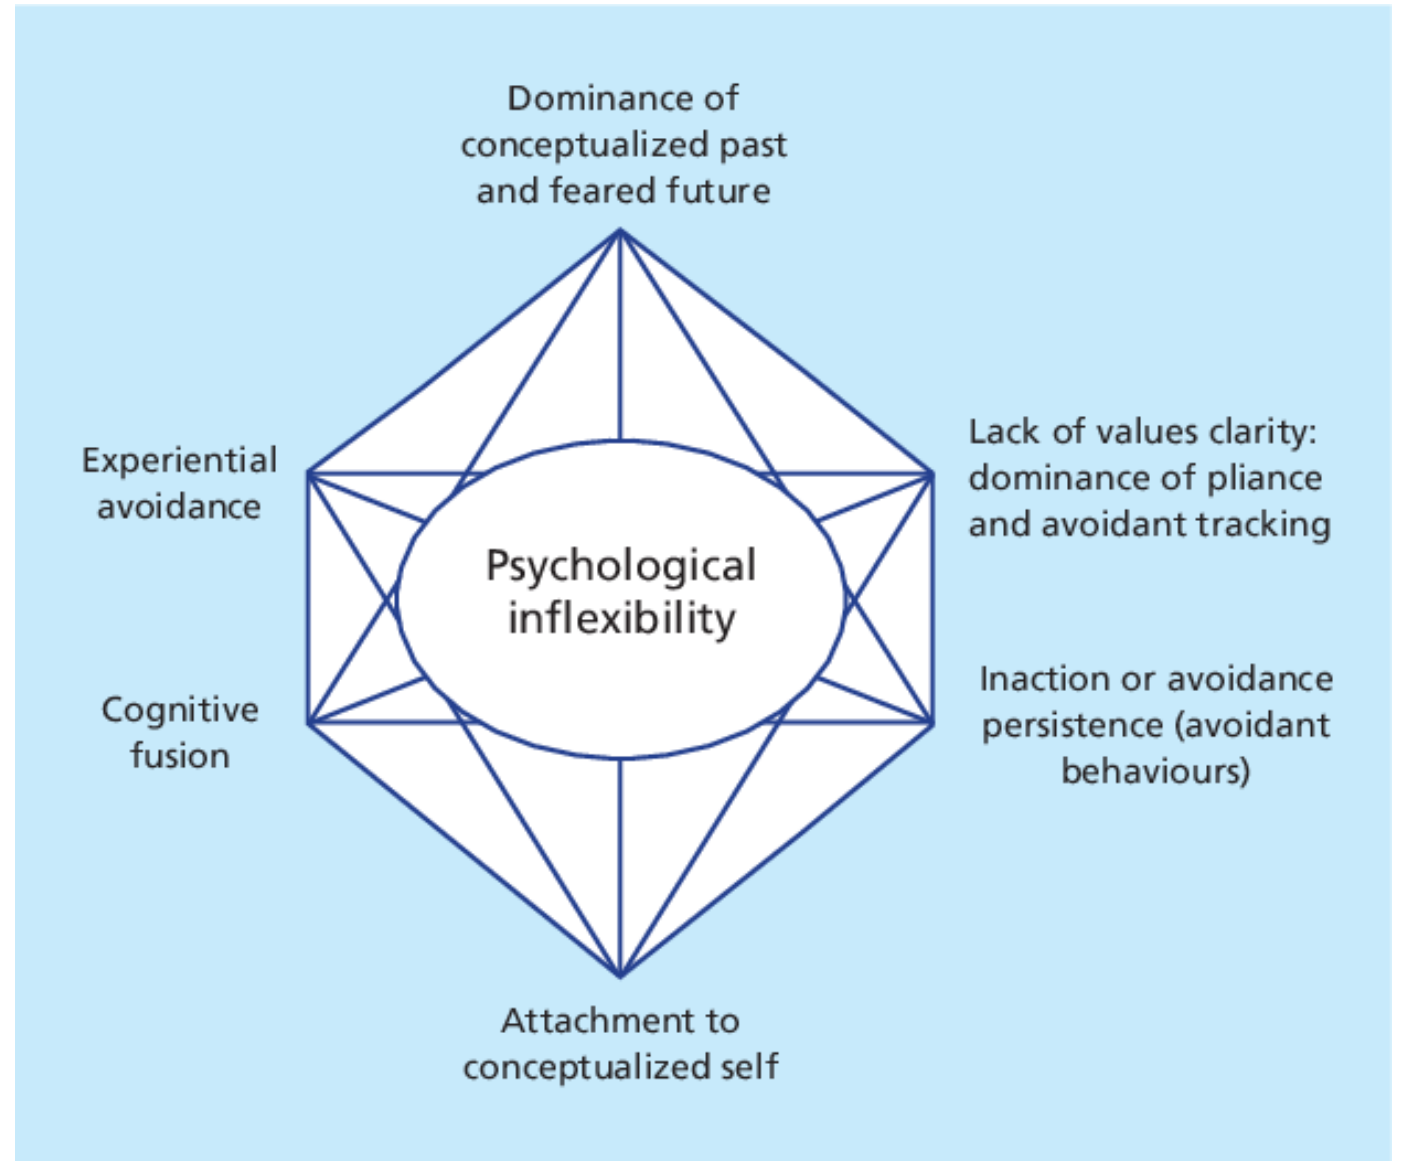 Dominance of
conceptualized past
and feared future
Experiential
avoidance
Lack of values clarity:
dominance of pliance
and avoidant tracking
Psychological
inflexibility
Cognitive
fusion
Inaction or avoidance
persistence (avoidant
behaviours)
Attachment to
conceptualized self